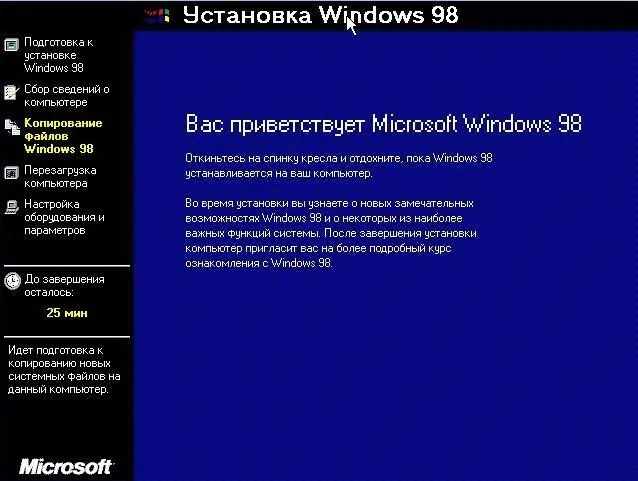 Установка Windows 98
Подготовка к
установке
Windows 98
Сбор сведений о
компьютере
Копирование
файлов
Windows 98
Перезагрузка
компьютера
Настройка
оборудования и
параметров
До завершения
осталось:
25 мин
Идет подготовка к
копированию новых
системных файлов на
данный компьютер.
Microsoft
Вас приветствует Microsoft Windows 98
Откиньтесь на спинку кресла и отдохните, пока Windows 98
устанавливается на ваш компьютер.
Во время установки вы узнаете о новых замечательных
возможностях Windows 98 и о некоторых из наиболее
важных функций системы. После завершения установки
компьютер пригласит вас на более подробный курс
ознакомления с Windows 98.